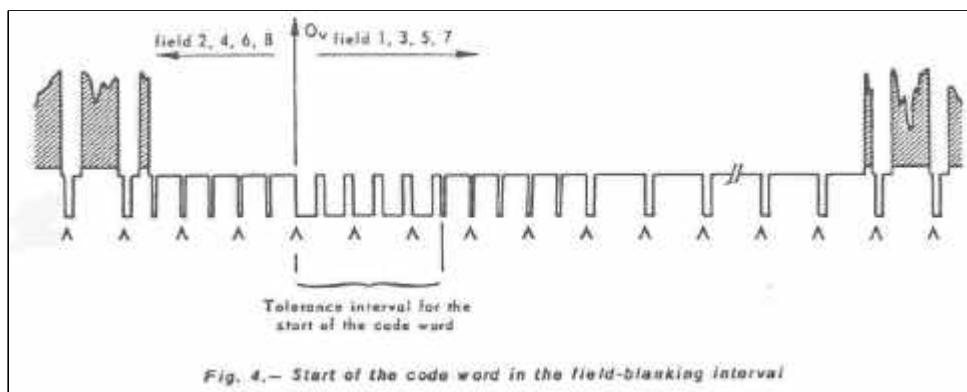 field 2, 4, 6, 8
Ov field 1, 3, 5, 7
Tolerance interval for the
start of the code word
Fig. 4.— Start of the code word in the field-blanking interval